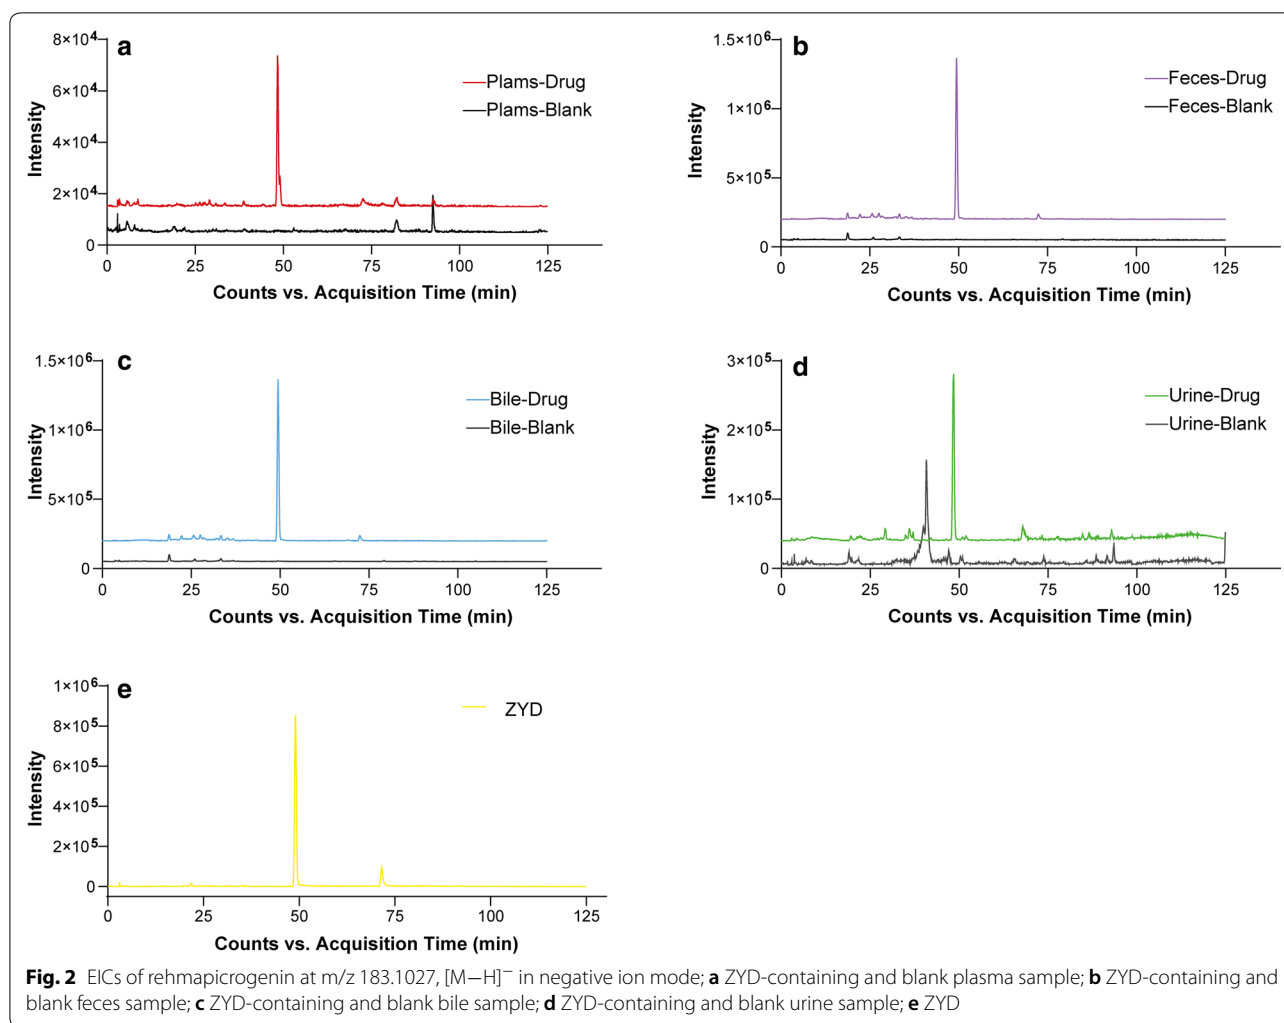 a
8×10⁴
6×10⁴
4×10⁴
2×10⁴
0
Intensity
Plams-Drug
Plams-Blank
0 25 50 75 100 125
Counts vs. Acquisition Time (min)
b
1.5×10⁶
1×10⁶
5×10⁵
0
Intensity
Feces-Drug
Feces-Blank
0 25 50 75 100 125
Counts vs. Acquisition Time (min)
c
1.5×10⁶
1×10⁶
5×10⁵
0
Intensity
Bile-Drug
Bile-Blank
0 25 50 75 100 125
Counts vs. Acquisition Time (min)
d
3×10⁵
2×10⁵
1×10⁵
0
Intensity
Urine-Drug
Urine-Blank
0 25 50 75 100 125
Counts vs. Acquisition Time (min)
e
1×10⁶
8×10⁵
6×10⁵
4×10⁵
2×10⁵
0
Intensity
ZYD
0 25 50 75 100 125
Counts vs. Acquisition Time (min)
Fig. 2 EICs of rehmapicrogenin at m/z 183.1027, [M−H]⁻ in negative ion mode; a ZYD-containing and blank plasma sample; b ZYD-containing and
blank feces sample; c ZYD-containing and blank bile sample; d ZYD-containing and blank urine sample; e ZYD